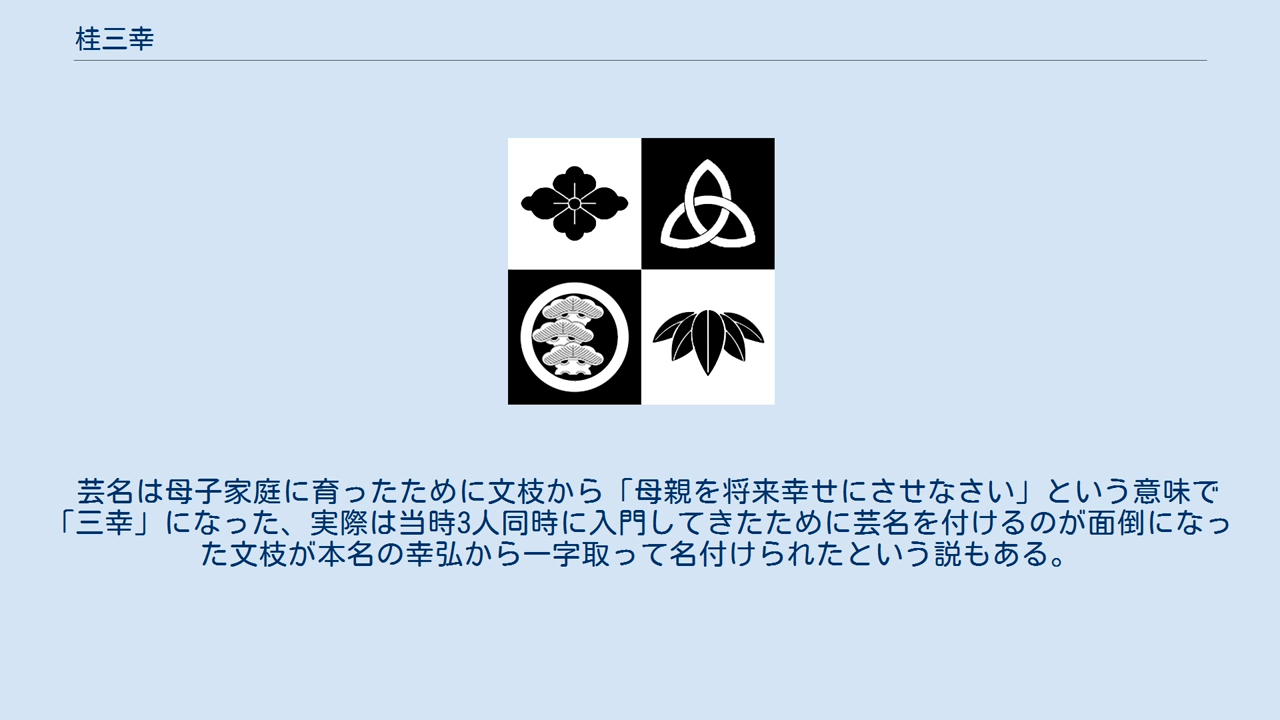 桂三幸
芸名は母子家庭に育ったために文枝から「母親を将来幸せにさせなさい」という意味で
「三幸」になった、実際は当時3人同時に入門してきたために芸名を付けるのが面倒になっ
た文枝が本名の幸弘から一字取って名付けられたという説もある。